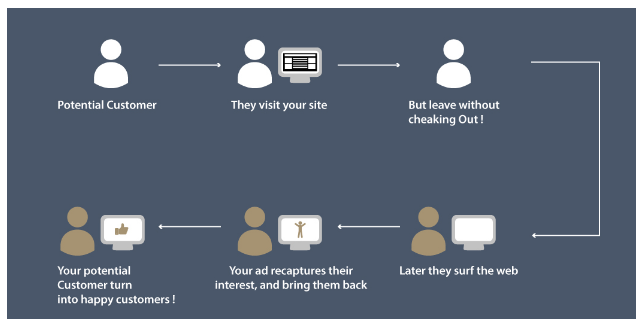 Potential Customer
They visit your site
But leave without
cheaking Out !
Later they surf the web
Your ad recaptures their
interest, and bring them back
Your potential
Customer turn
into happy customers !